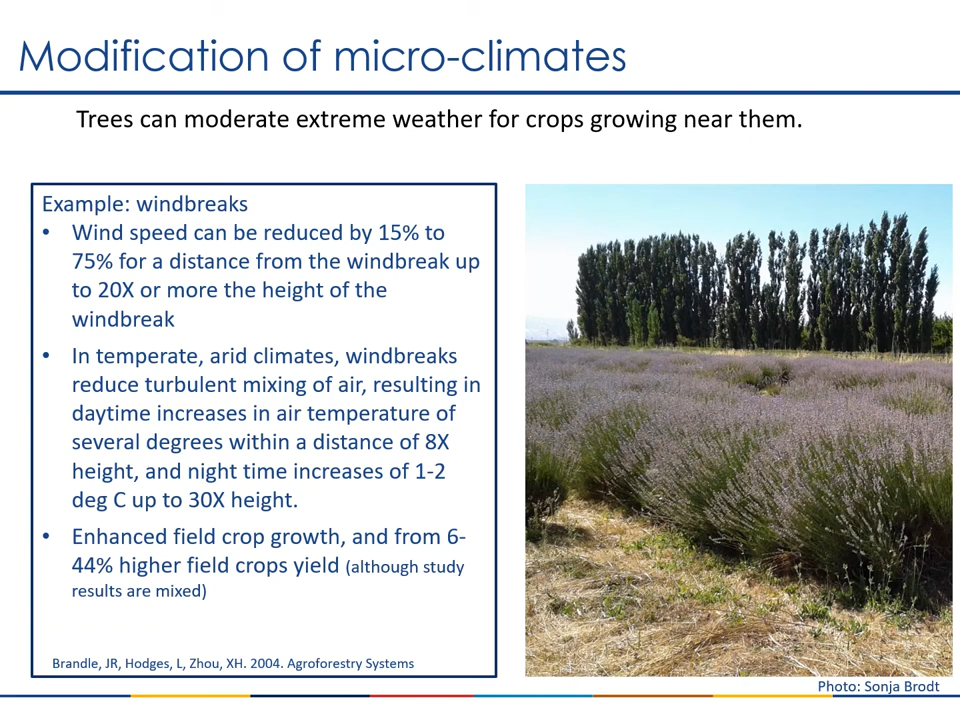 Modification of micro-climates
Trees can moderate extreme weather for crops growing near them.
Example: windbreaks
• Wind speed can be reduced by 15% to
75% for a distance from the windbreak up
to 20X or more the height of the
windbreak
• In temperate, arid climates, windbreaks
reduce turbulent mixing of air, resulting in
daytime increases in air temperature of
several degrees within a distance of 8X
height, and night time increases of 1-2
deg C up to 30X height.
• Enhanced field crop growth, and from 6-
44% higher field crops yield (although study
results are mixed)
Brandle, JR, Hodges, L, Zhou, XH. 2004. Agroforestry Systems
Photo: Sonja Brodt